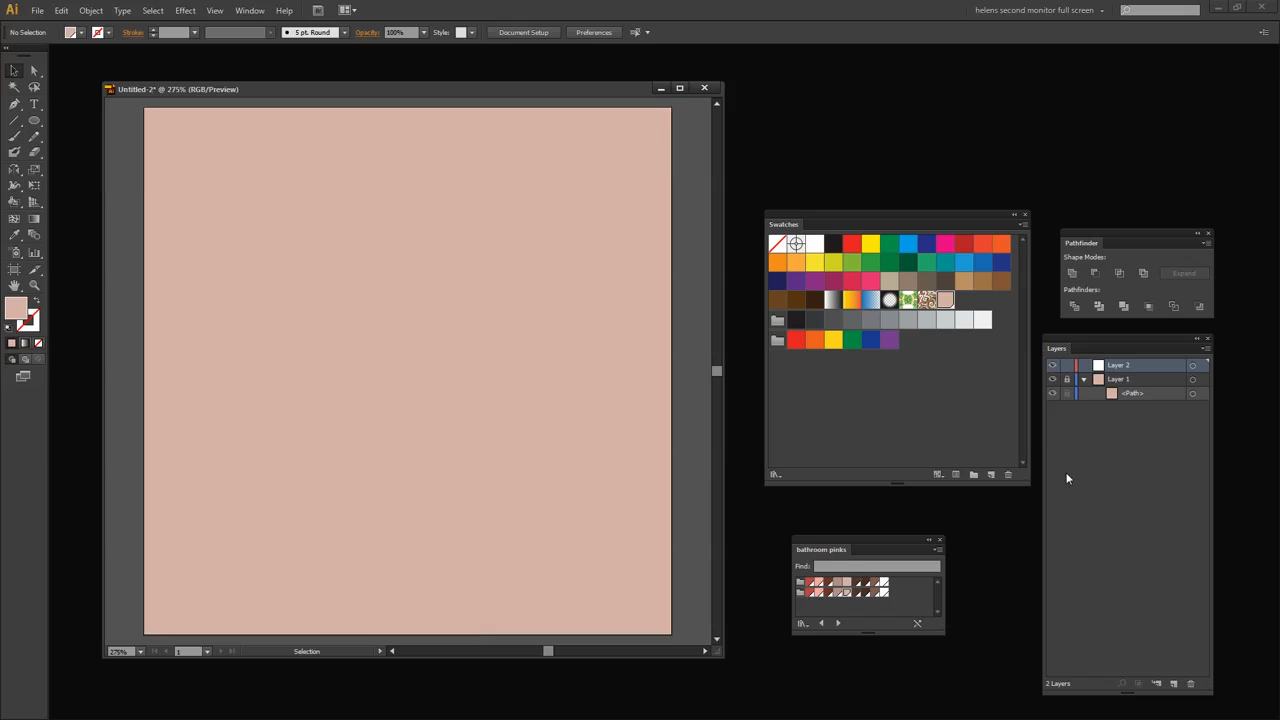 Ai File Edit Object Type Select Effect View Window Help Br helens second monitor full screen
No Selection Stroke: 5 pt. Round Opacity: 100% Style: Document Setup Preferences
Untitled-2* @ 275% (RGB/Preview)
Swatches
Pathfinder
Shape Modes:
Expand
Pathfinders:
Layers
Layer 2
Layer 1
<Path>
bathroom pinks
Find:
275% 1 Selection
2 Layers